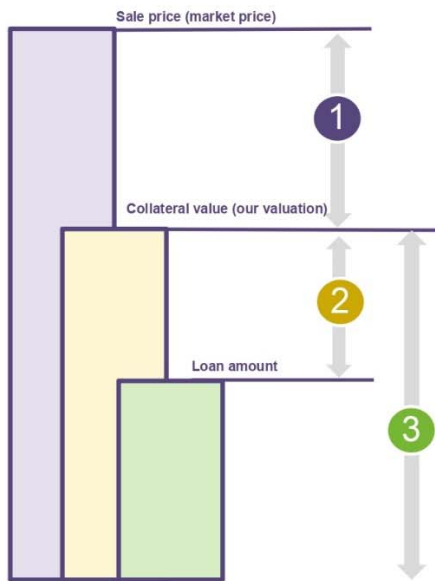 Sale price (market price)
1
Collateral value (our valuation)
2
Loan amount
3